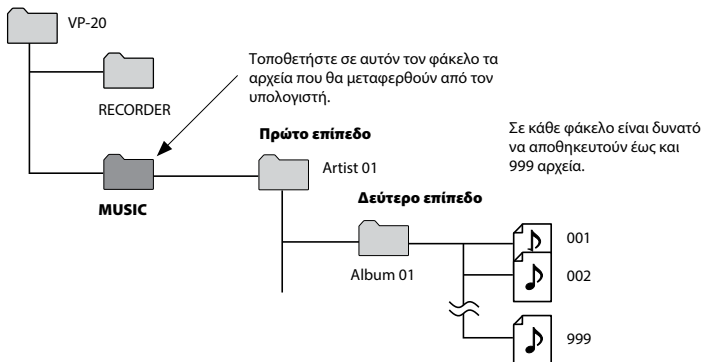 VP-20
Τοποθετήστε σε αυτόν τον φάκελο τα
αρχεία που θα μεταφερθούν από τον
υπολογιστή.
RECORDER
Πρώτο επίπεδο
Σε κάθε φάκελο είναι δυνατό
να αποθηκευτούν έως και
999 αρχεία.
Artist 01
MUSIC
Δεύτερο επίπεδο
Album 01
001
002
999